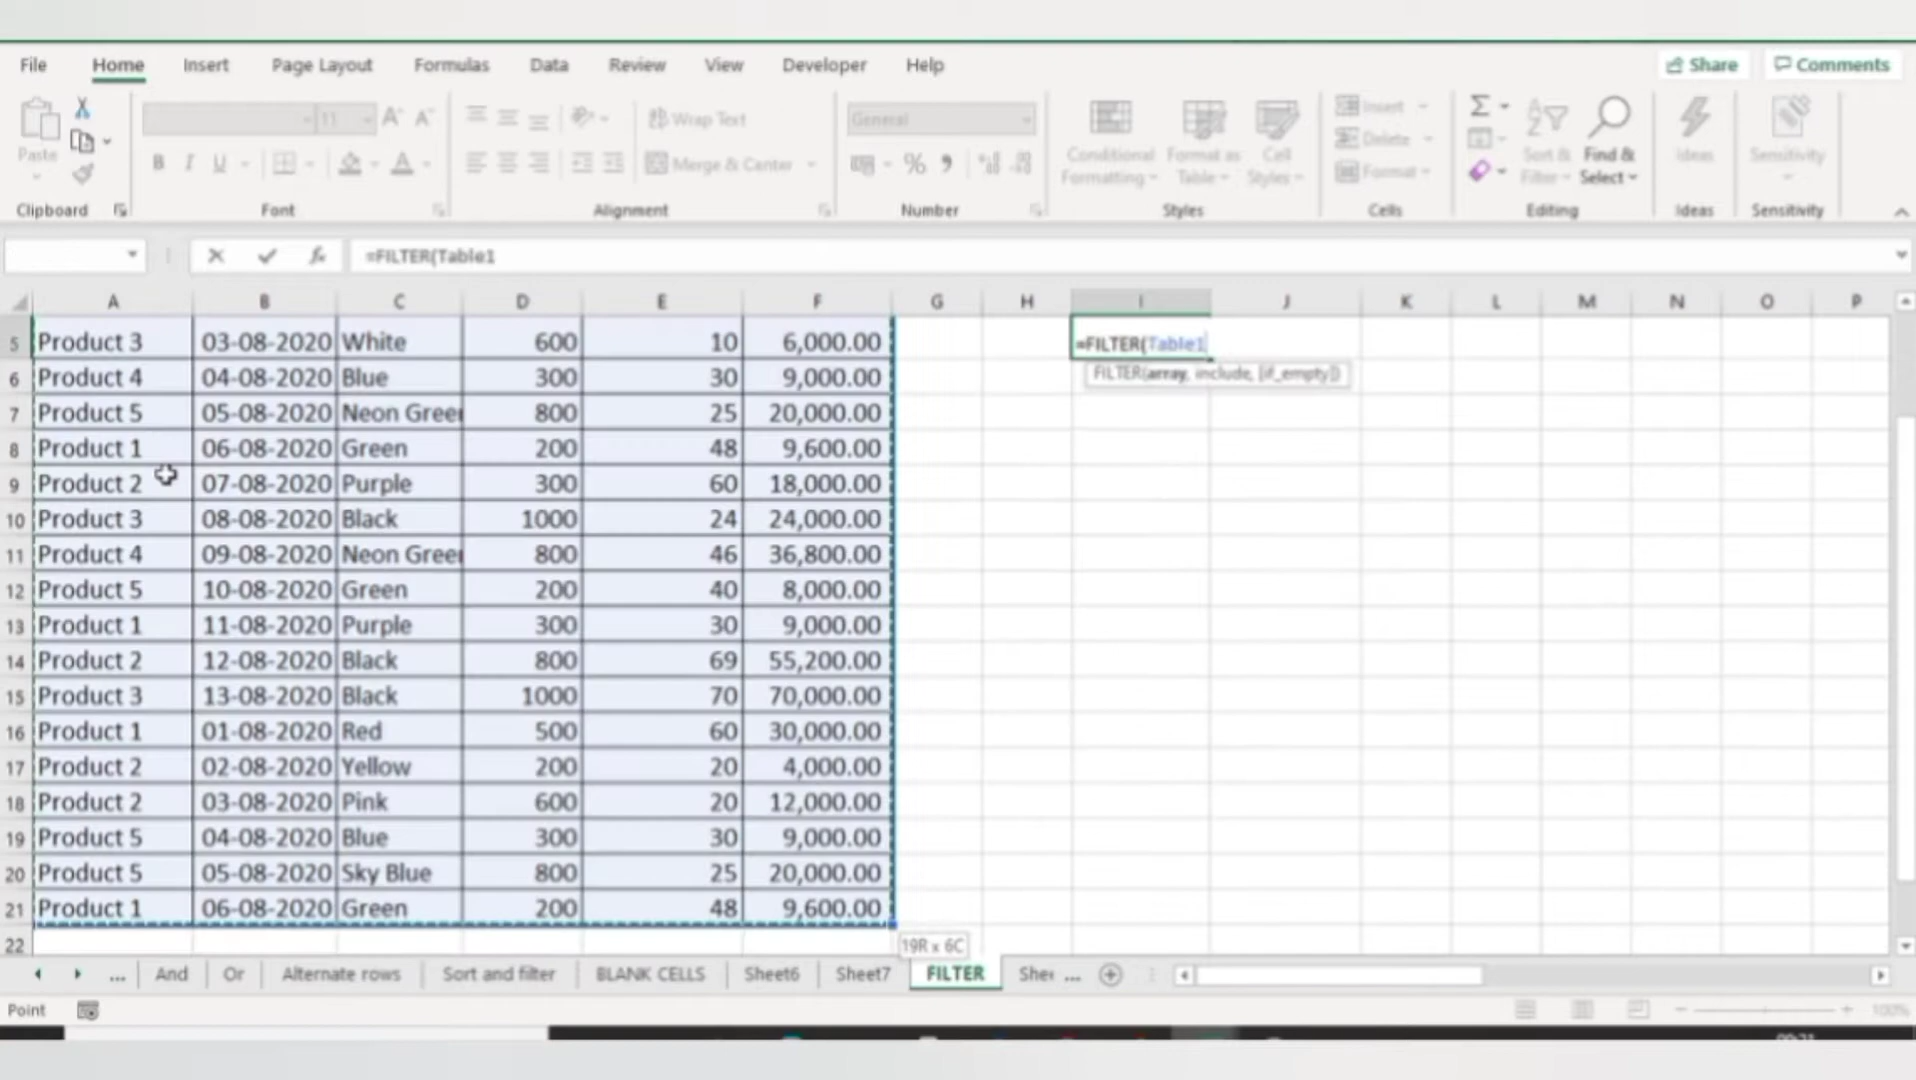 File Home Insert Page Layout Formulas Data Review View Developer Help Share Comments
Paste
11
B I U
Wrap Text
Merge & Center
General
Conditional Formatting
Format as Table
Cell Styles
Insert
Delete
Format
Sort & Filter
Find & Select
Ideas
Sensitivity
Clipboard Font Alignment Number Styles Cells Editing Ideas Sensitivity
=FILTER(Table1
A B C D E F G H I J K L M N O P
5 Product 3 03-08-2020 White 600 10 6,000.00 =FILTER(Table1
FILTER(array, include, [if_empty])
6 Product 4 04-08-2020 Blue 300 30 9,000.00
7 Product 5 05-08-2020 Neon Green 800 25 20,000.00
8 Product 1 06-08-2020 Green 200 48 9,600.00
9 Product 2 07-08-2020 Purple 300 60 18,000.00
10 Product 3 08-08-2020 Black 1000 24 24,000.00
11 Product 4 09-08-2020 Neon Green 800 46 36,800.00
12 Product 5 10-08-2020 Green 200 40 8,000.00
13 Product 1 11-08-2020 Purple 300 30 9,000.00
14 Product 2 12-08-2020 Black 800 69 55,200.00
15 Product 3 13-08-2020 Black 1000 70 70,000.00
16 Product 1 01-08-2020 Red 500 60 30,000.00
17 Product 2 02-08-2020 Yellow 200 20 4,000.00
18 Product 2 03-08-2020 Pink 600 20 12,000.00
19 Product 5 04-08-2020 Blue 300 30 9,000.00
20 Product 5 05-08-2020 Sky Blue 800 25 20,000.00
21 Product 1 06-08-2020 Green 200 48 9,600.00
22
19R x 6C
... And Or Alternate rows Sort and filter BLANK CELLS Sheet6 Sheet7 FILTER She ...
Point 100%